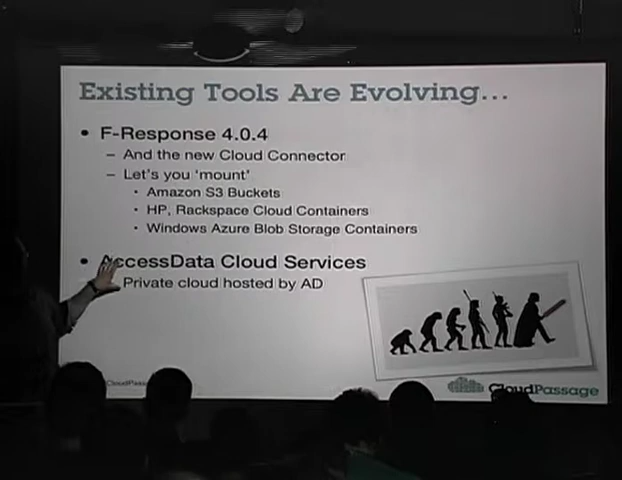 Existing Tools Are Evolving...
• F-Response 4.0.4
– And the new Cloud Connector
– Let's you 'mount'
• Amazon S3 Buckets
• HP, Rackspace Cloud Containers
• Windows Azure Blob Storage Containers
• AccessData Cloud Services
Private cloud hosted by AD
CloudPassage